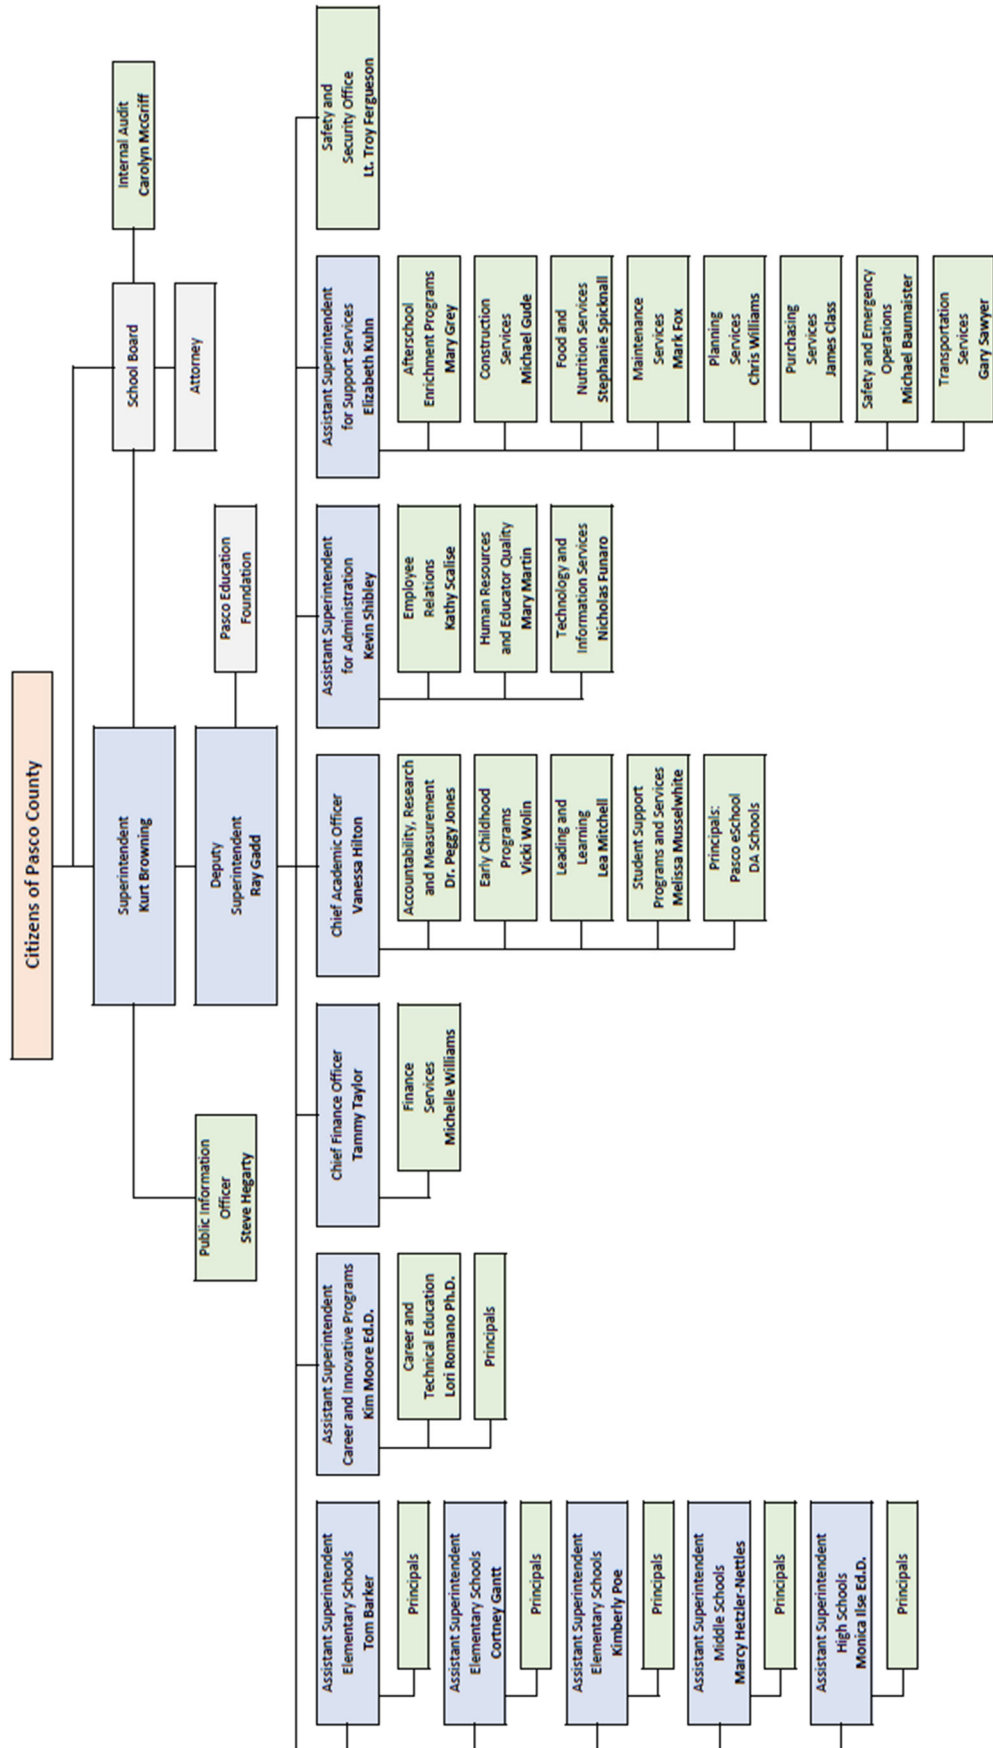 Citizens of Pasco County
Superintendent
Kurt Browning
School Board
Internal Audit
Carolyn McGriff
Attorney
Public Information
Officer
Steve Hegarty
Deputy
Superintendent
Ray Gadd
Pasco Education
Foundation
Assistant Superintendent
Elementary Schools
Tom Barker
Principals
Assistant Superintendent
Elementary Schools
Cortney Gantt
Principals
Assistant Superintendent
Elementary Schools
Kimberly Poe
Principals
Assistant Superintendent
Middle Schools
Marcy Hetzler-Nettles
Principals
Assistant Superintendent
High Schools
Monica Ilse Ed.D.
Principals
Assistant Superintendent
Career and Innovative Programs
Kim Moore Ed.D.
Career and
Technical Education
Lori Romano Ph.D.
Principals
Chief Finance Officer
Tammy Taylor
Finance
Services
Michelle Williams
Chief Academic Officer
Vanessa Hilton
Accountability, Research
and Measurement
Dr. Peggy Jones
Early Childhood
Programs
Vicki Wolin
Leading and
Learning
Lea Mitchell
Student Support
Programs and Services
Melissa Musselwhite
Principals:
Pasco eSchool
DA Schools
Assistant Superintendent
for Administration
Kevin Shibley
Employee
Relations
Kathy Scalise
Human Resources
and Educator Quality
Mary Martin
Technology and
Information Services
Nicholas Funaro
Assistant Superintendent
for Support Services
Elizabeth Kuhn
Afterschool
Enrichment Programs
Mary Grey
Construction
Services
Michael Gude
Food and
Nutrition Services
Stephanie Spicknall
Maintenance
Services
Mark Fox
Planning
Services
Chris Williams
Purchasing
Services
James Class
Safety and Emergency
Operations
Michael Baumaister
Transportation
Services
Gary Sawyer
Safety and
Security Office
Lt. Troy Fergueson